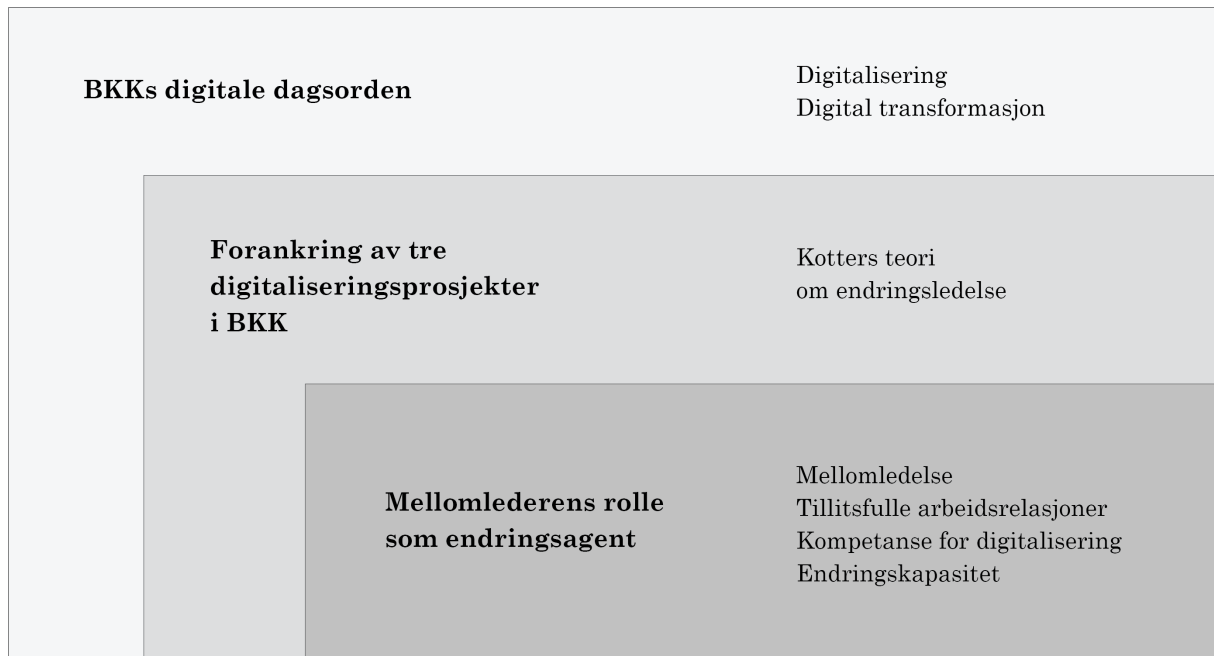 BKKs digitale dagsorden
Digitalisering
Digital transformasjon
Forankring av tre
digitaliseringsprosjekter
i BKK
Kotters teori
om endringsledelse
Mellomlederens rolle
som endringsagent
Mellomledelse
Tillitsfulle arbeidsrelasjoner
Kompetanse for digitalisering
Endringskapasitet